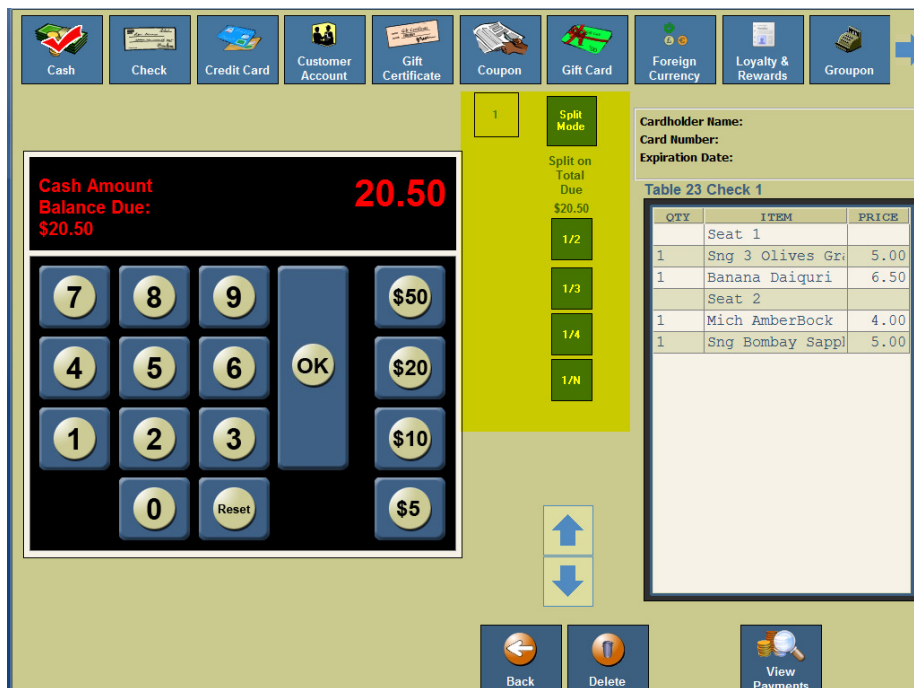 Cash
Check
Credit Card
Customer
Account
Gift
Certificate
Coupon
Gift Card
Foreign
Currency
Loyalty &
Rewards
Groupon
1
Split
Mode
Cardholder Name:
Card Number:
Expiration Date:
Split on
Total
Due
$20.50
1/2
1/3
1/4
1/N
Cash Amount
20.50
Balance Due:
$20.50
7
8
9
$50
4
5
6
OK
$20
1
2
3
$10
0
Reset
$5
Table 23 Check 1
QTY ITEM PRICE
Seat 1
1 Sng 3 Olives Gra 5.00
1 Banana Daiquri 6.50
Seat 2
1 Mich AmberBock 4.00
1 Sng Bombay Sappl 5.00
Back
Delete
View
Payments